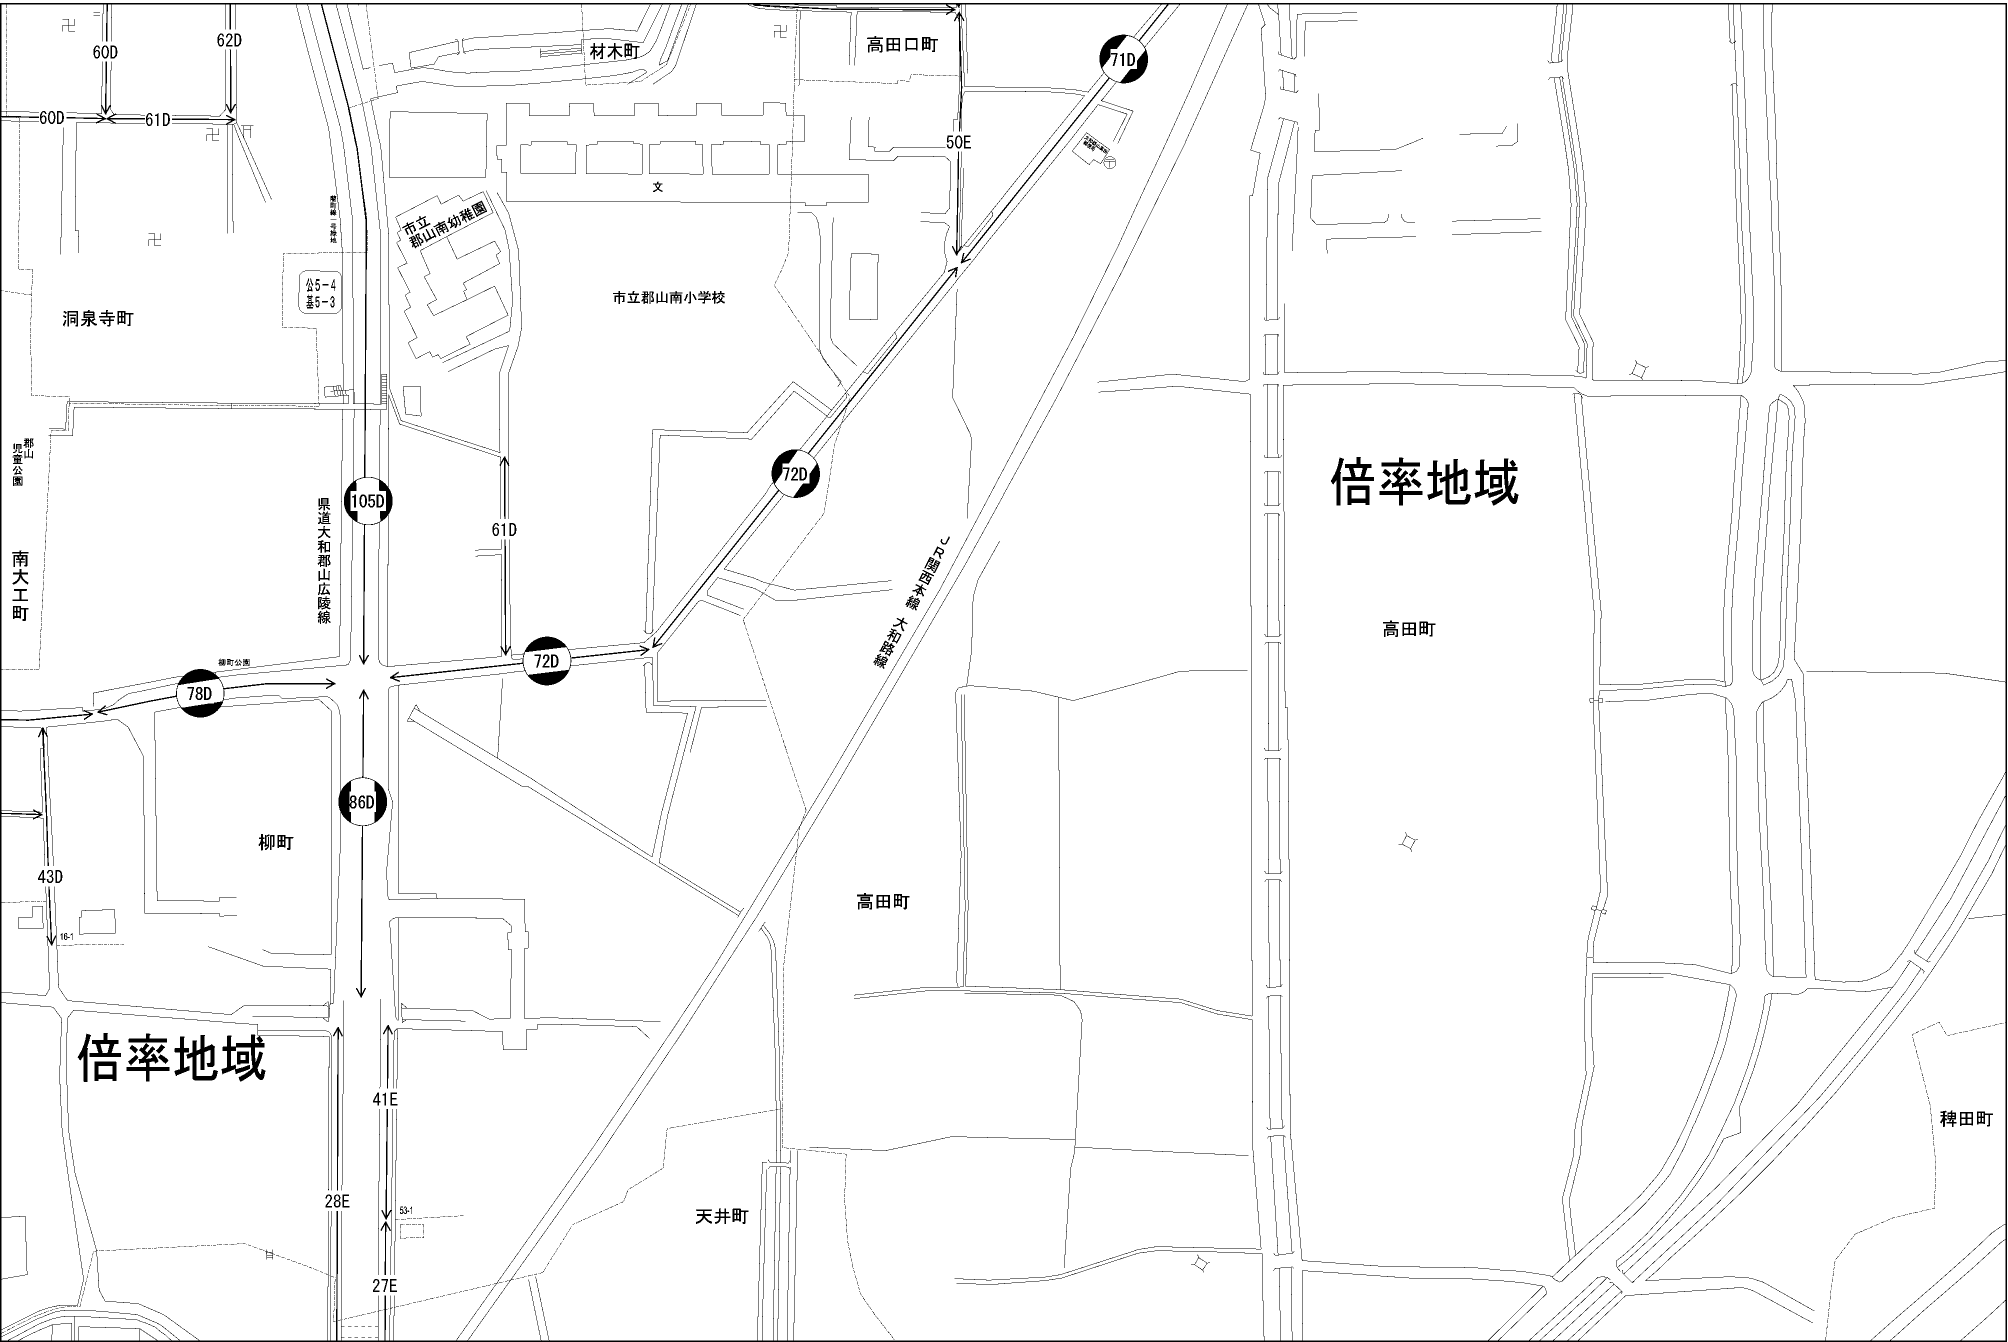 60D
62D
60D
61D
材木町
高田口町
71D
50E
文
市立
郡山南幼稚園
市立郡山南小学校
公5-4
基5-3
洞泉寺町
郡山
児童公園
南大工町
県道大和郡山広陵線
105D
61D
72D
72D
78D
柳町公園
ＪＲ関西本線 大和路線
倍率地域
高田町
86D
柳町
43D
16-1
高田町
倍率地域
41E
28E
53-1
27E
天井町
稗田町